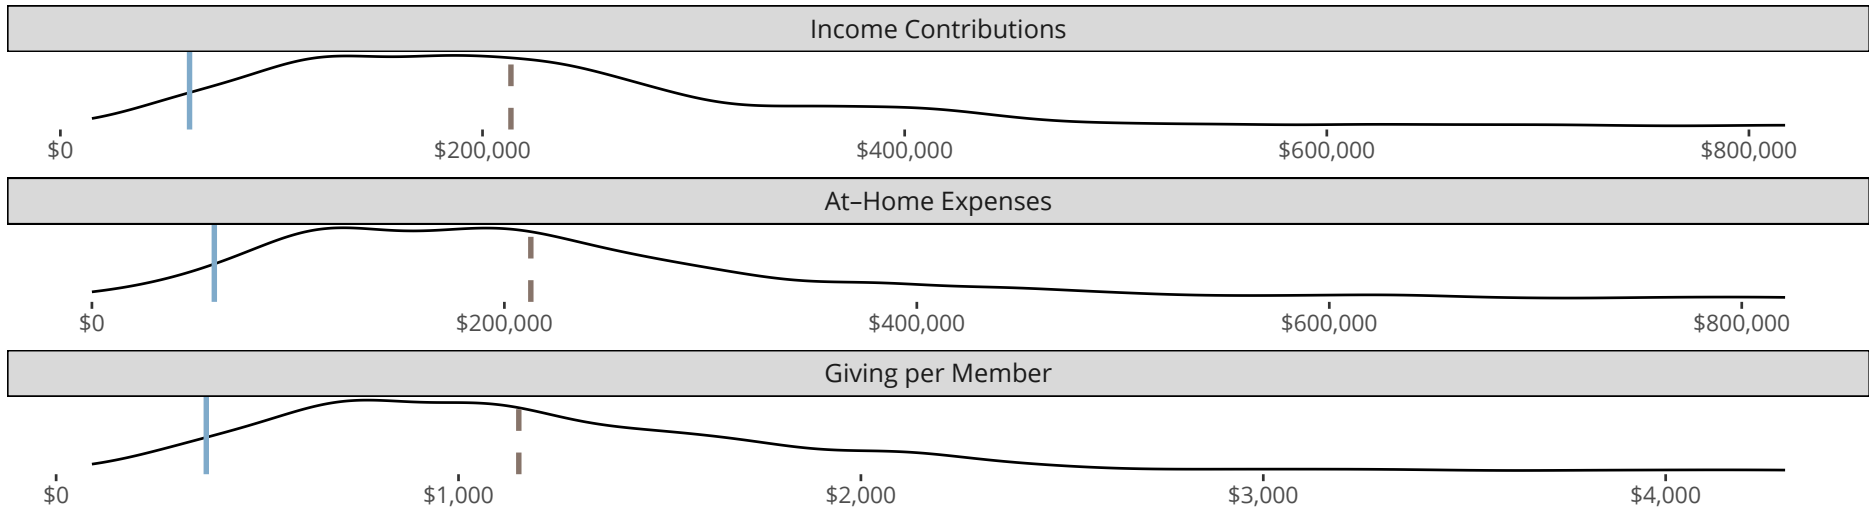 Income Contributions
$0 $200,000 $400,000 $600,000 $800,000
At–Home Expenses
$0 $200,000 $400,000 $600,000 $800,000
Giving per Member
$0 $1,000 $2,000 $3,000 $4,000